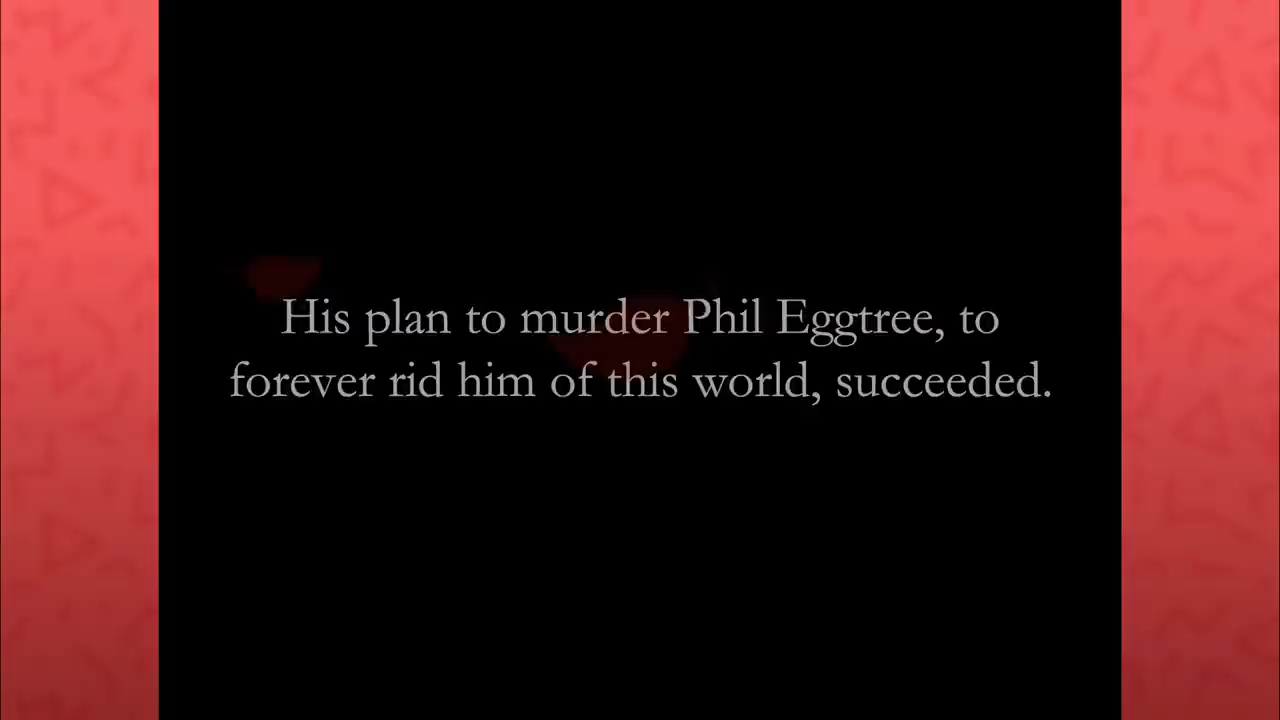 His plan to murder Phil Eggtree, to
forever rid him of this world, succeeded.